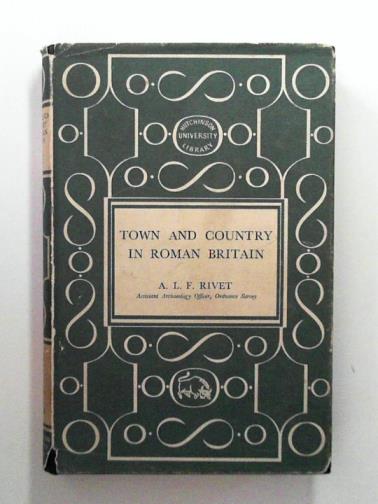 HUTCHINSON
UNIVERSITY
LIBRARY
TOWN AND COUNTRY
IN ROMAN BRITAIN
A. L. F. RIVET
Assistant Archaeology Officer, Ordnance Survey